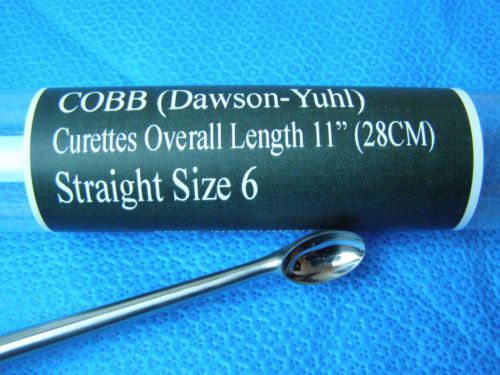 COBB (Dawson-Yuhl)
Curettes Overall Length 11” (28CM)
Straight Size 6